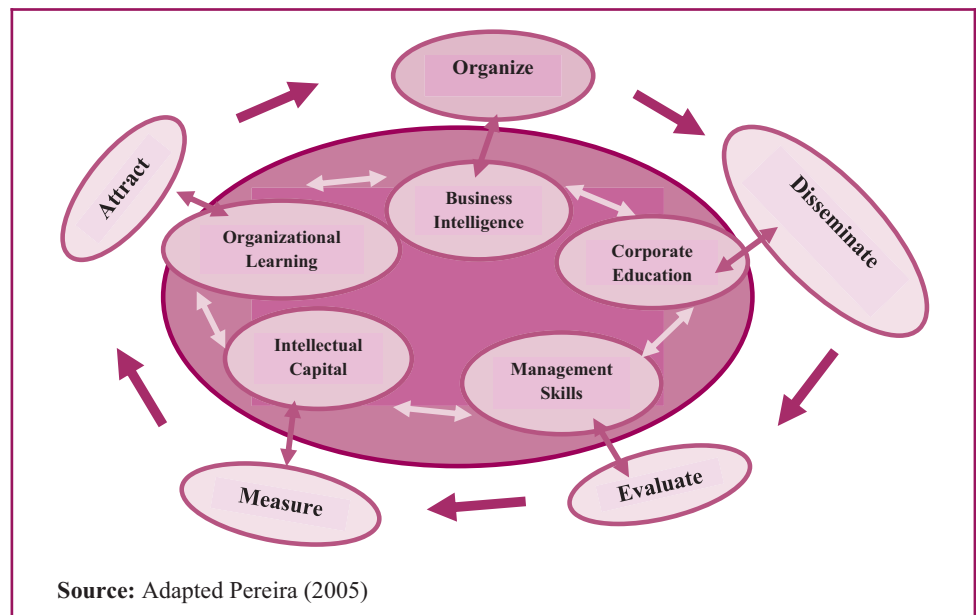 Organize
Attract
Disseminate
Business
Intelligence
Organizational
Learning
Corporate
Education
Intellectual
Capital
Management
Skills
Measure
Evaluate
Source: Adapted Pereira (2005)